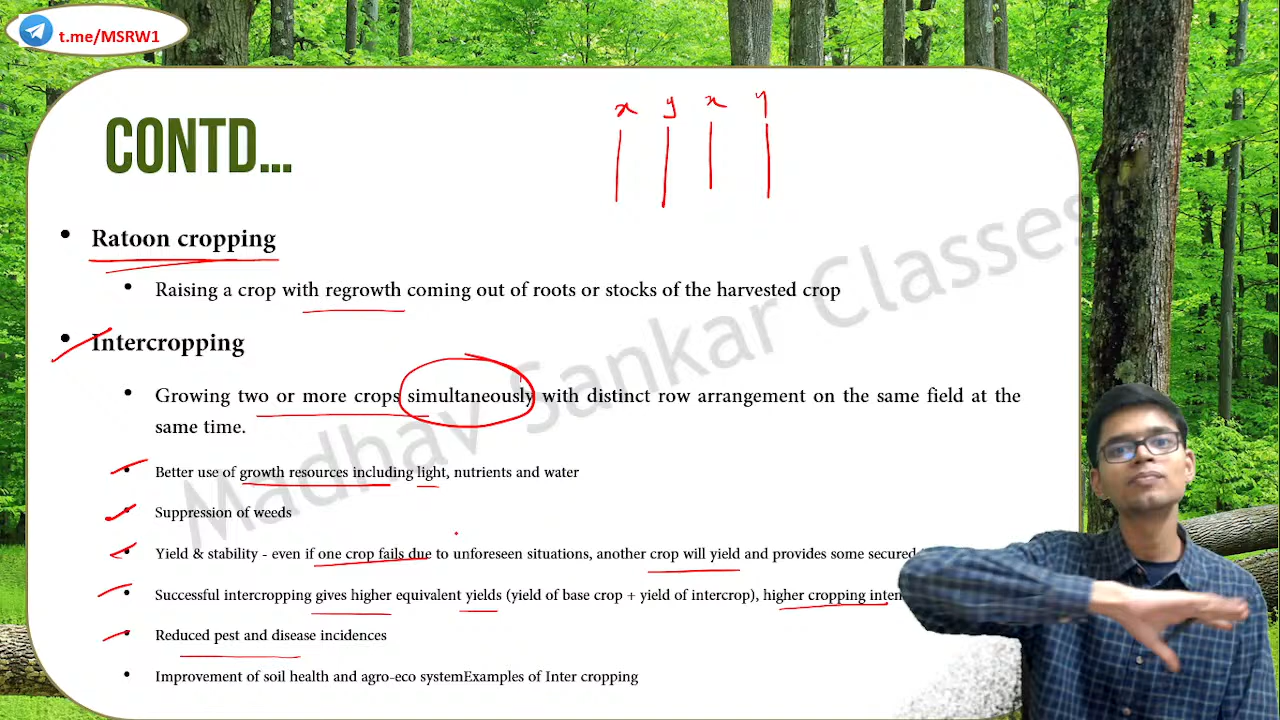 t.me/MSRW1
x y x y
CONTD...
• Ratoon cropping
• Raising a crop with regrowth coming out of roots or stocks of the harvested crop
• Intercropping
• Growing two or more crops simultaneously with distinct row arrangement on the same field at the
same time.
• Better use of growth resources including light, nutrients and water
• Suppression of weeds
• Yield & stability - even if one crop fails due to unforeseen situations, another crop will yield and provides some secured
• Successful intercropping gives higher equivalent yields (yield of base crop + yield of intercrop), higher cropping
• Reduced pest and disease incidences
• Improvement of soil health and agro-eco systemExamples of Inter cropping
Madhav Sankar Classes